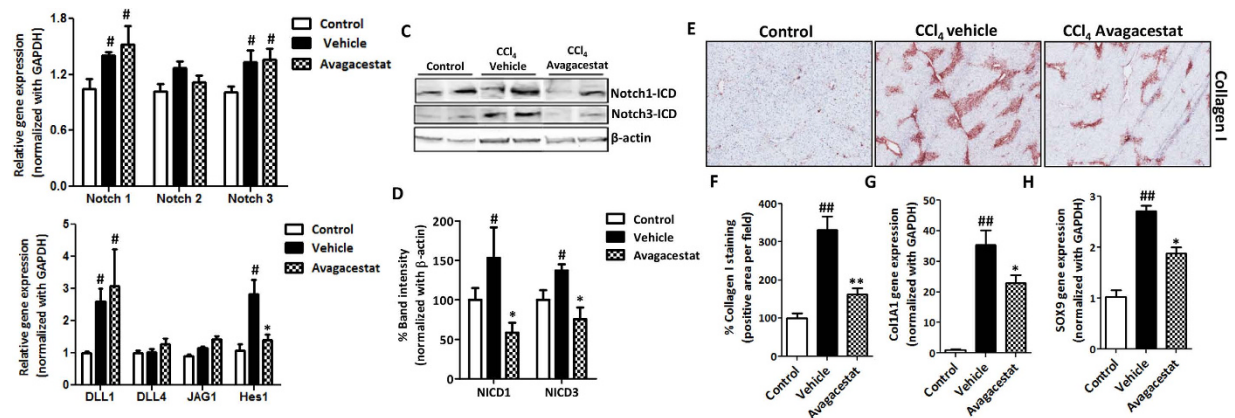 Relative gene expression
(normalized with GAPDH)
1.8
1.2
0.6
0.0
#
#
#
#
Control
Vehicle
Avagacestat
Notch 1
Notch 2
Notch 3
Relative gene expression
(normalized with GAPDH)
5
4
3
2
1
0
#
#
#
*
Control
Vehicle
Avagacestat
DLL1
DLL4
JAG1
Hes1
C
Control
CCl4
Vehicle
CCl4
Avagacestat
Notch1-ICD
Notch3-ICD
β-actin
D
% Band intensity
(normalized with β-actin)
200
150
100
50
0
#
*
#
*
Control
Vehicle
Avagacestat
NICD1
NICD3
E
Control
CCl4 vehicle
CCl4 Avagacestat
Collagen I
F
% Collagen I staining
(positive area per field)
400
300
200
100
0
##
**
Control
Vehicle
Avagacestat
G
Col1A1 gene expression
(normalized with GAPDH)
50
40
30
20
10
0
##
*
Control
Vehicle
Avagacestat
H
SOX9 gene expression
(normalized with GAPDH)
3
2
1
0
##
*
Control
Vehicle
Avagacestat